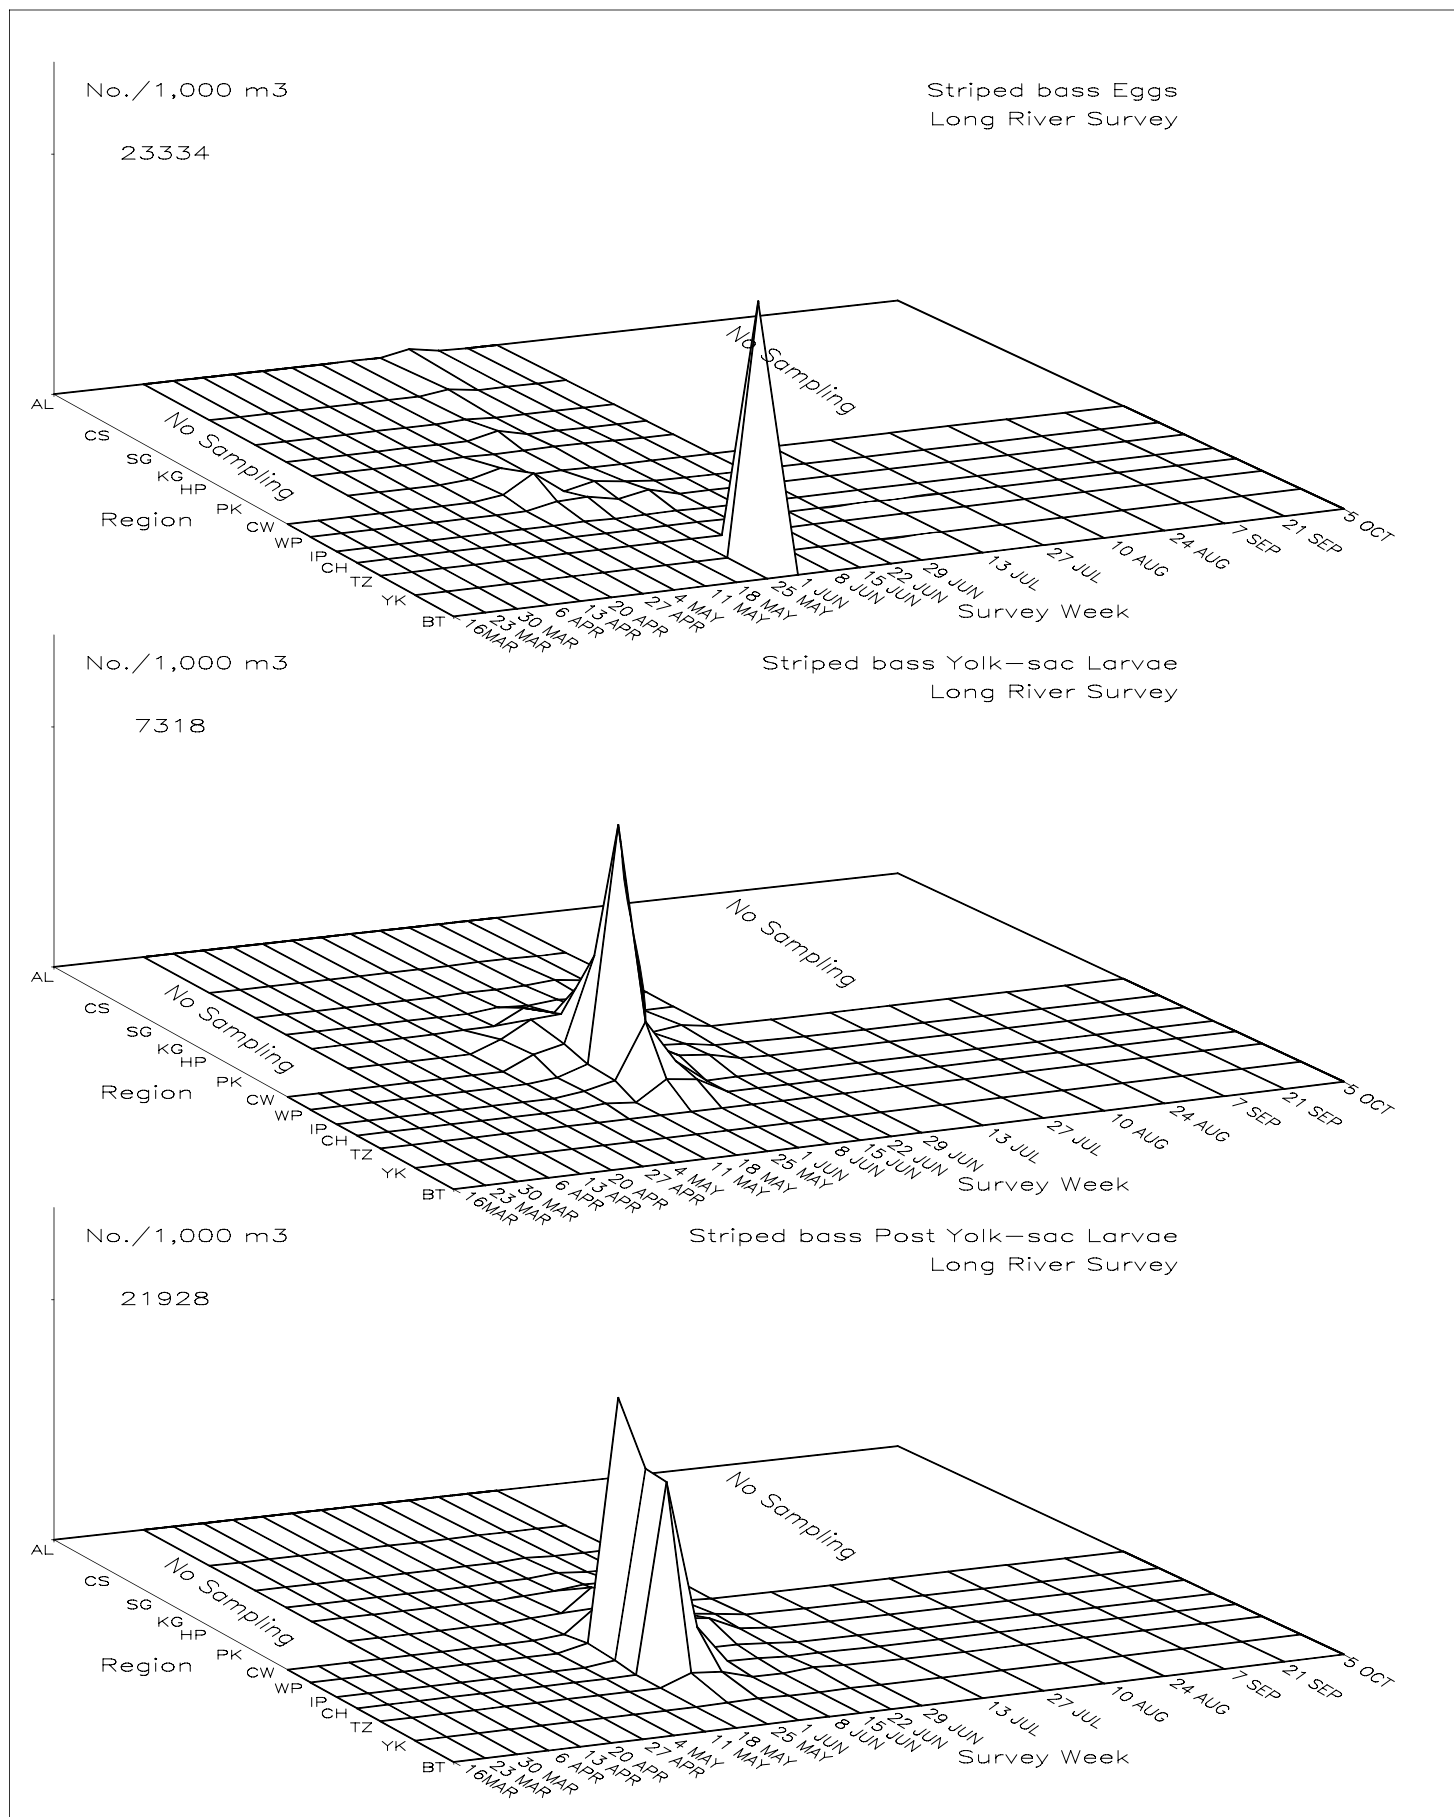 No./1,000 m3
Striped bass Eggs
Long River Survey
23334
No Sampling
AL
CS
SG
KG
HP
PK
CW
WP
IP
CH
TZ
YK
BT
No Sampling
Region
16MAR
23 MAR
30 MAR
6 APR
13 APR
20 APR
27 APR
4 MAY
11 MAY
18 MAY
25 MAY
1 JUN
8 JUN
15 JUN
22 JUN
29 JUN
13 JUL
27 JUL
10 AUG
24 AUG
7 SEP
21 SEP
5 OCT
Survey Week
No./1,000 m3
Striped bass Yolk-sac Larvae
Long River Survey
7318
No Sampling
AL
CS
SG
KG
HP
PK
CW
WP
IP
CH
TZ
YK
BT
No Sampling
Region
16MAR
23 MAR
30 MAR
6 APR
13 APR
20 APR
27 APR
4 MAY
11 MAY
18 MAY
25 MAY
1 JUN
8 JUN
15 JUN
22 JUN
29 JUN
13 JUL
27 JUL
10 AUG
24 AUG
7 SEP
21 SEP
5 OCT
Survey Week
No./1,000 m3
Striped bass Post Yolk-sac Larvae
Long River Survey
21928
No Sampling
AL
CS
SG
KG
HP
PK
CW
WP
IP
CH
TZ
YK
BT
No Sampling
Region
16MAR
23 MAR
30 MAR
6 APR
13 APR
20 APR
27 APR
4 MAY
11 MAY
18 MAY
25 MAY
1 JUN
8 JUN
15 JUN
22 JUN
29 JUN
13 JUL
27 JUL
10 AUG
24 AUG
7 SEP
21 SEP
5 OCT
Survey Week